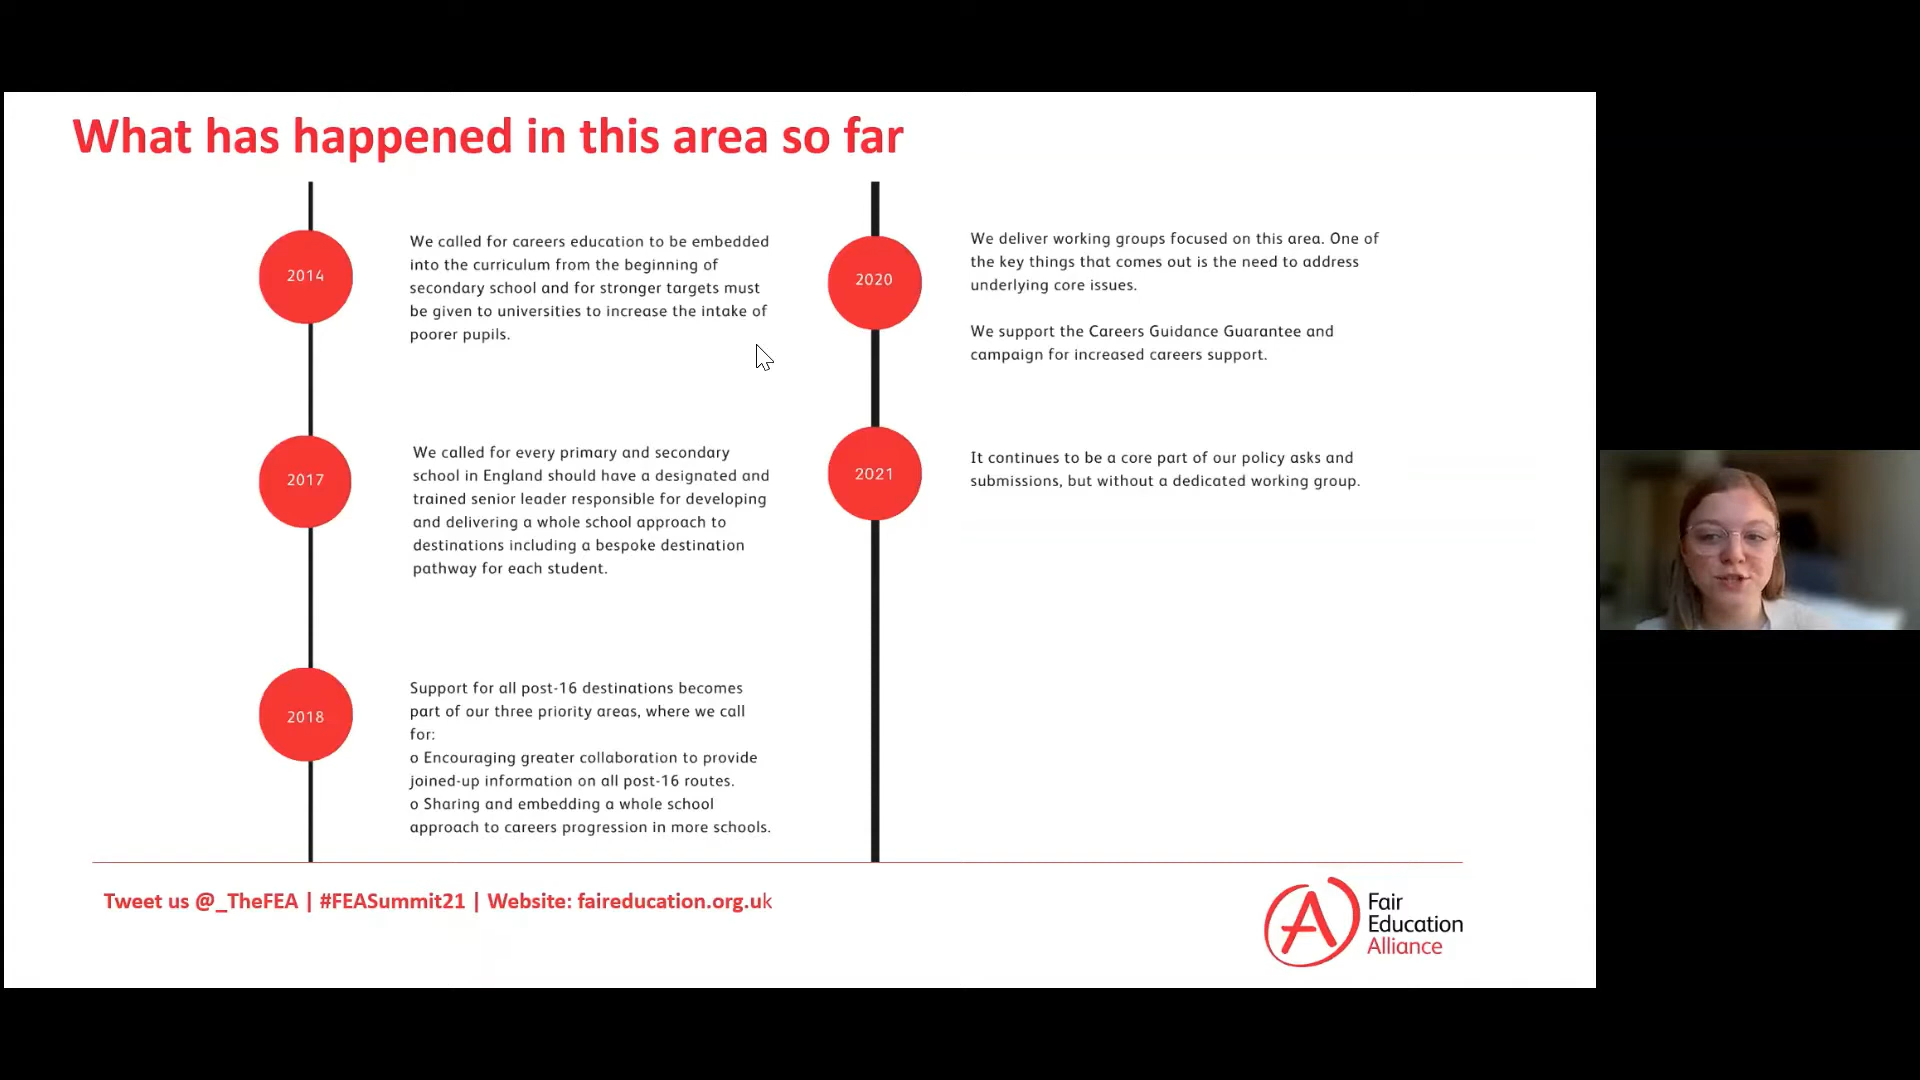 What has happened in this area so far
2014
We called for careers education to be embedded
into the curriculum from the beginning of
secondary school and for stronger targets must
be given to universities to increase the intake of
poorer pupils.
2017
We called for every primary and secondary
school in England should have a designated and
trained senior leader responsible for developing
and delivering a whole school approach to
destinations including a bespoke destination
pathway for each student.
2018
Support for all post-16 destinations becomes
part of our three priority areas, where we call
for:
o Encouraging greater collaboration to provide
joined-up information on all post-16 routes.
o Sharing and embedding a whole school
approach to careers progression in more schools.
2020
We deliver working groups focused on this area. One of
the key things that comes out is the need to address
underlying core issues.
We support the Careers Guidance Guarantee and
campaign for increased careers support.
2021
It continues to be a core part of our policy asks and
submissions, but without a dedicated working group.
Tweet us @_TheFEA | #FEASummit21 | Website: faireducation.org.uk
A
Fair
Education
Alliance